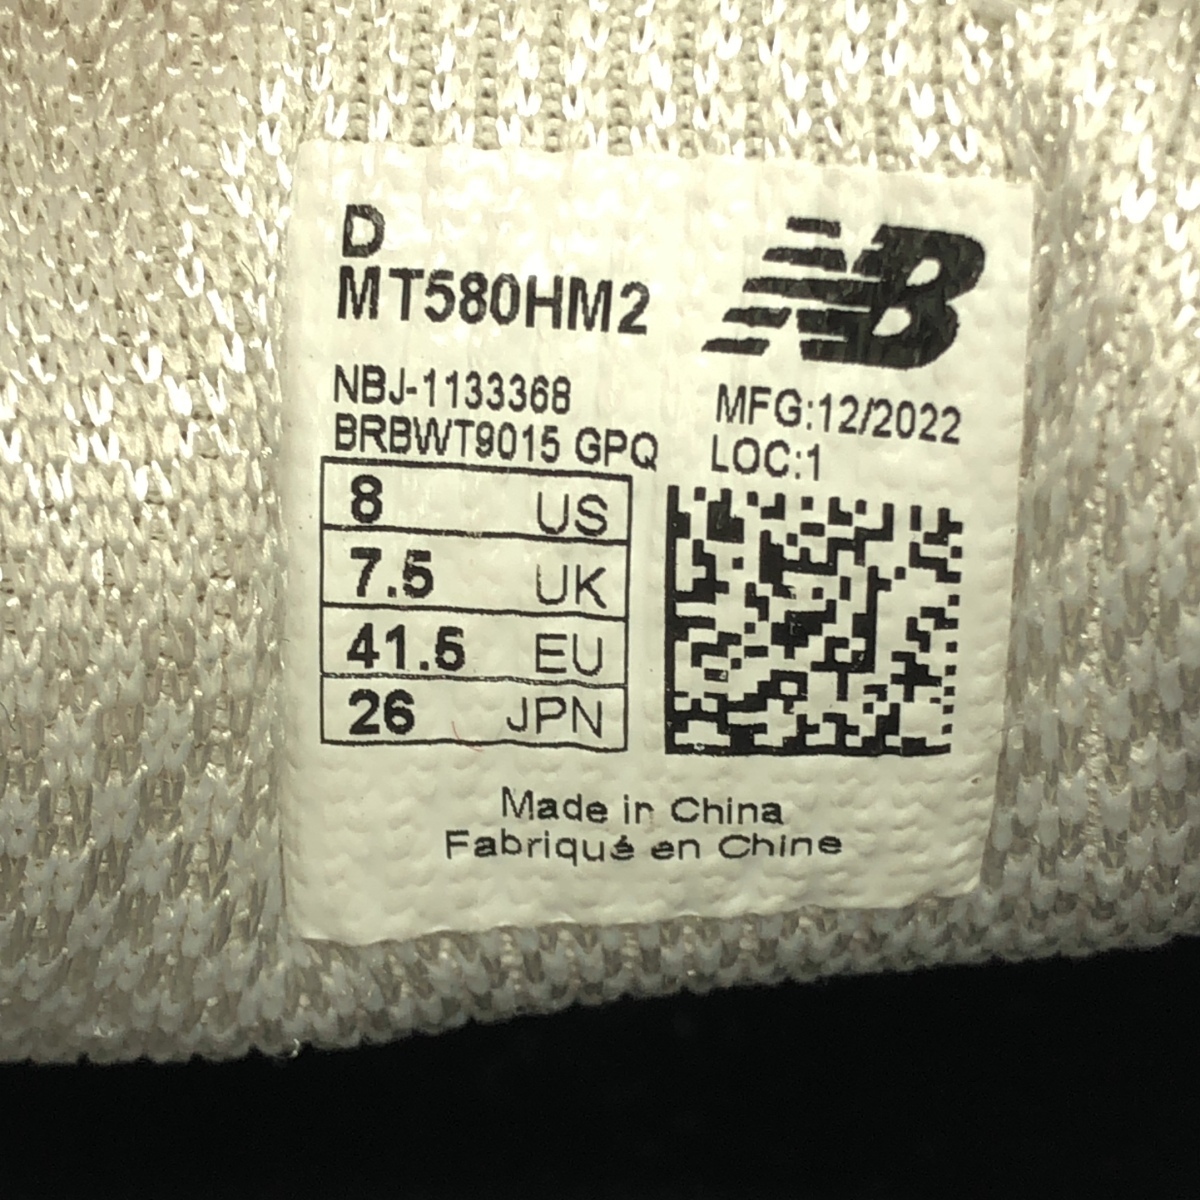 D
MT580HM2
NB
NBJ-1133368
BRBWT9015 GPQ
MFG:12/2022
LOC:1
8 US
7.5 UK
41.5 EU
26 JPN
Made in China
Fabriqué en Chine